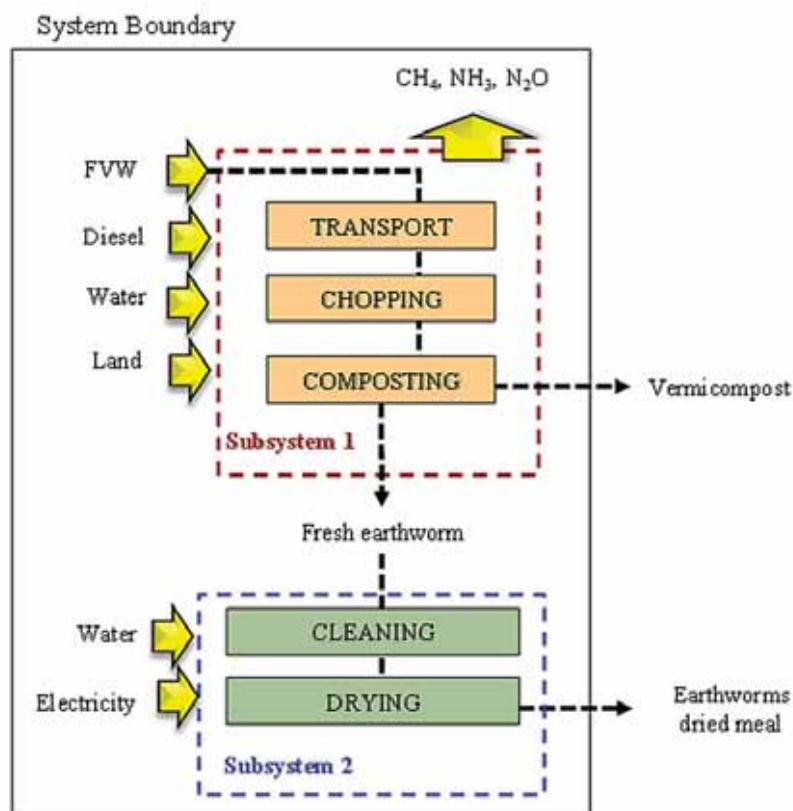 System Boundary
CH₄, NH₃, N₂O
FVW
TRANSPORT
Diesel
Water
CHOPPING
Land
COMPOSTING
Vermicompost
Subsystem 1
Fresh earthworm
Water
CLEANING
Electricity
DRYING
Earthworms
dried meal
Subsystem 2